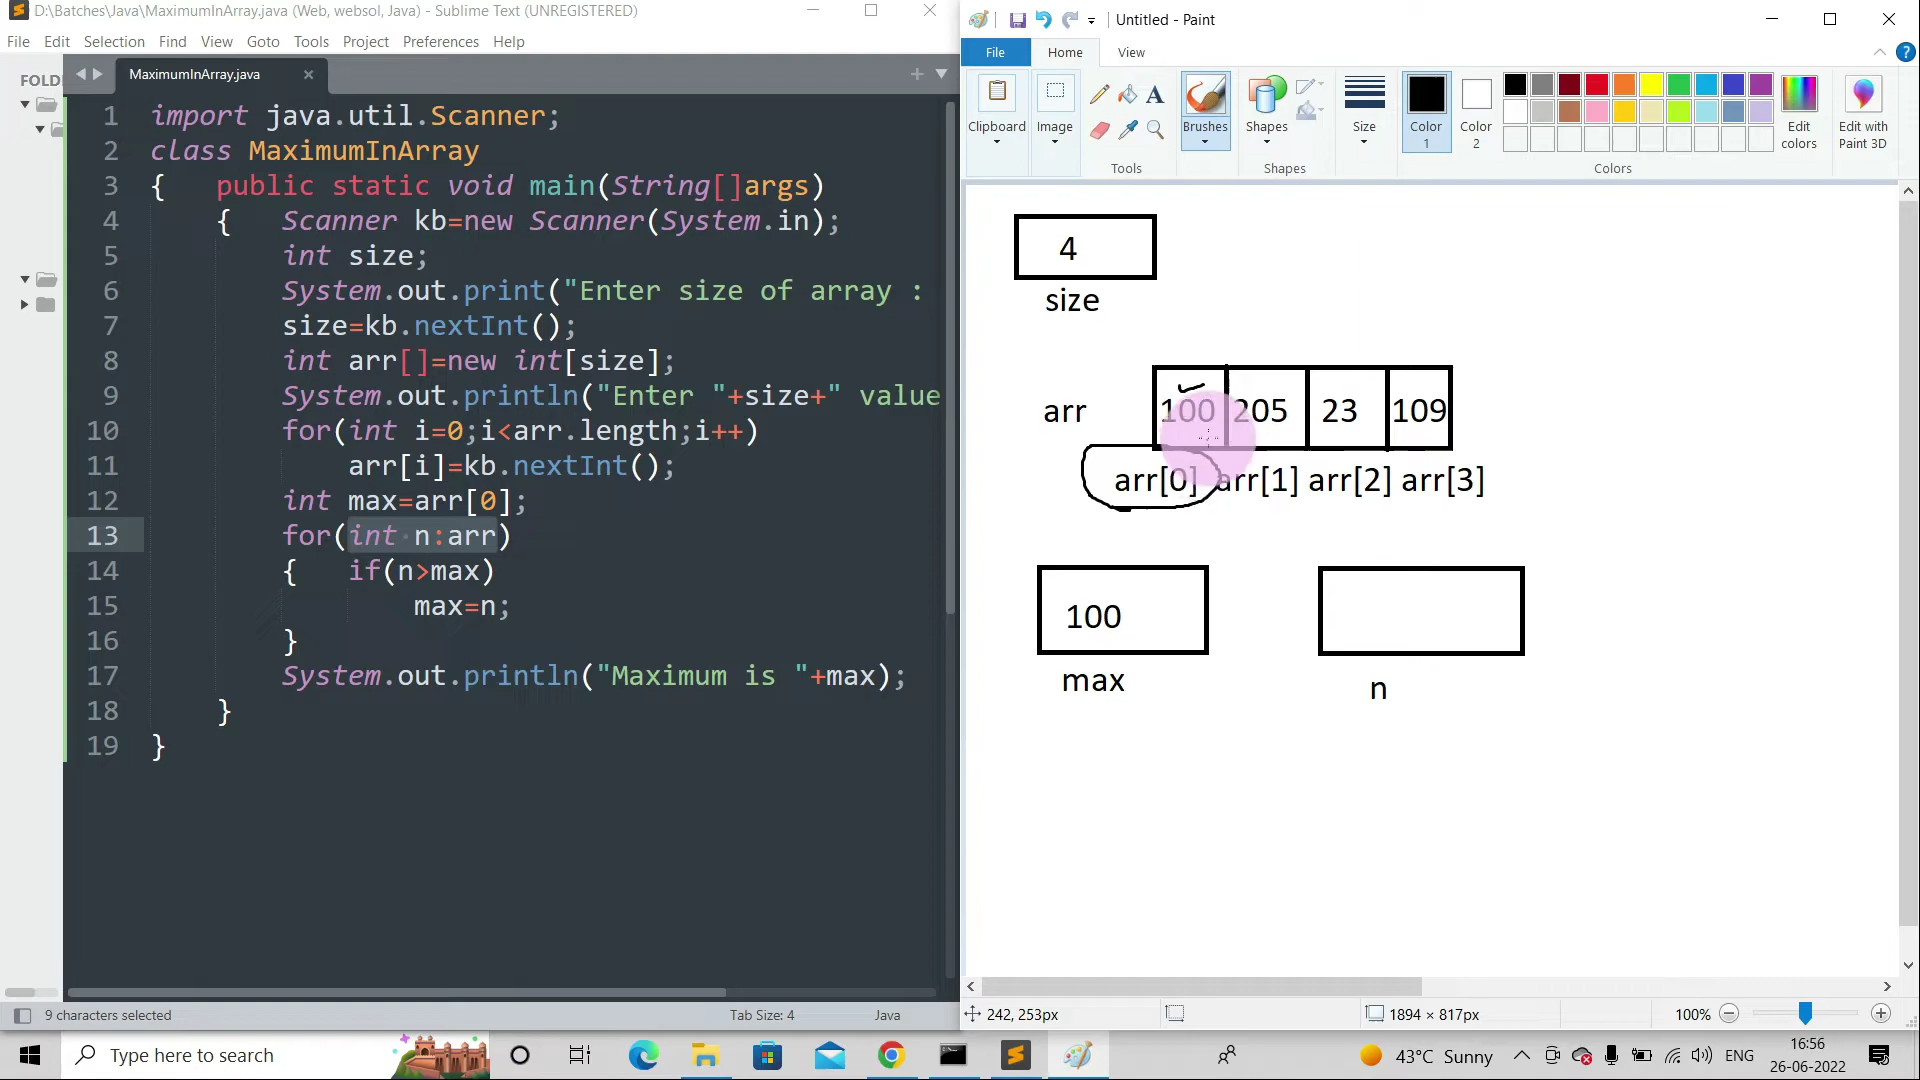 D:\Batches\Java\MaximumInArray.java (Web, websol, Java) - Sublime Text (UNREGISTERED)
File Edit Selection Find View Goto Tools Project Preferences Help
FOLD
MaximumInArray.java
1 import java.util.Scanner;
2 class MaximumInArray
3 { public static void main(String[]args)
4 { Scanner kb=new Scanner(System.in);
5 int size;
6 System.out.print("Enter size of array :
7 size=kb.nextInt();
8 int arr[]=new int[size];
9 System.out.println("Enter "+size+" value
10 for(int i=0;i<arr.length;i++)
11 arr[i]=kb.nextInt();
12 int max=arr[0];
13 for(int n:arr)
14 { if(n>max)
15 max=n;
16 }
17 System.out.println("Maximum is "+max);
18 }
19 }
9 characters selected
Tab Size: 4
Java
Untitled - Paint
File Home View
Clipboard
Image
Tools
Brushes
Shapes
Shapes
Size
Color 1
Color 2
Edit colors
Edit with Paint 3D
Colors
4
size
arr 100 205 23 109
arr[0] arr[1] arr[2] arr[3]
100
max
n
242, 253px
1894 × 817px
100%
Type here to search
43°C Sunny
ENG
16:56
26-06-2022